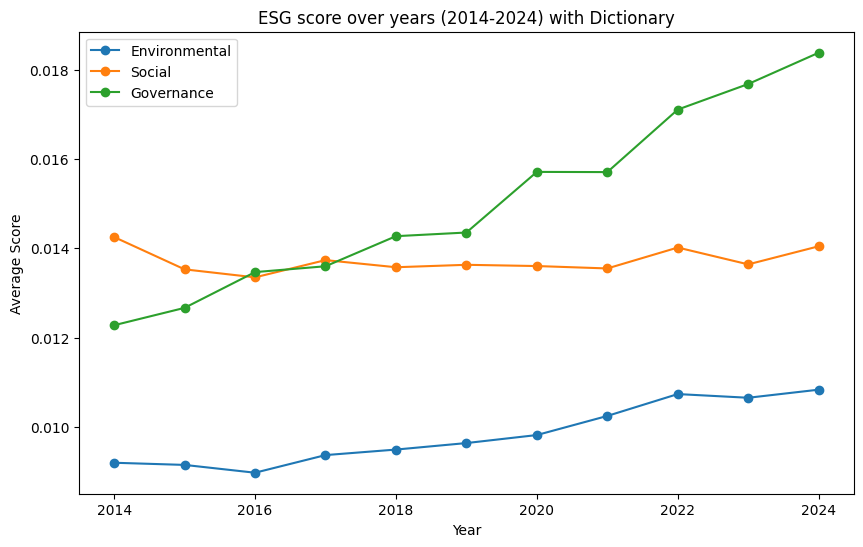 ESG score over years (2014-2024) with Dictionary
Environmental
Social
Governance
Average Score
0.018
0.016
0.014
0.012
0.010
2014 2016 2018 2020 2022 2024
Year